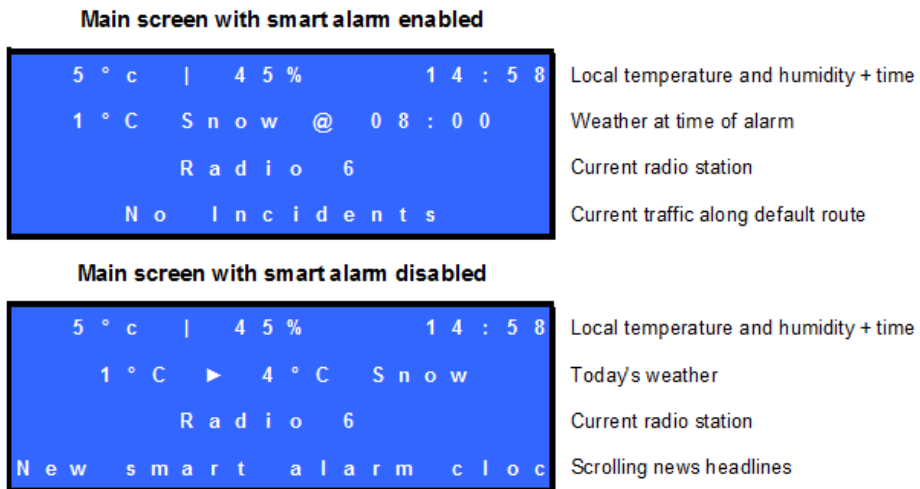 Main screen with smart alarm enabled
5°c | 45% 14:58 Local temperature and humidity + time
1°C Snow @ 08:00 Weather at time of alarm
Radio 6 Current radio station
No Incidents Current traffic along default route
Main screen with smart alarm disabled
5°c | 45% 14:58 Local temperature and humidity + time
1°C ► 4°C Snow Today's weather
Radio 6 Current radio station
New smart alarm cloc Scrolling news headlines